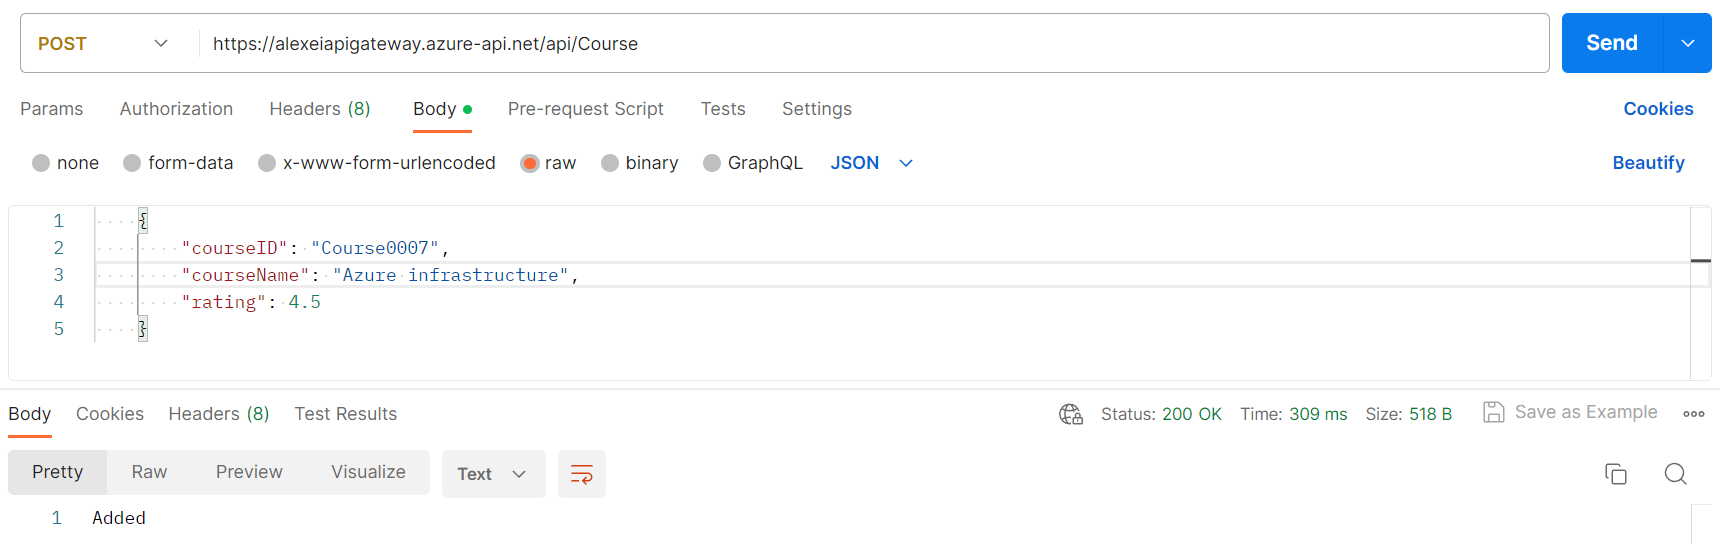 POST https://alexeiapigateway.azure-api.net/api/Course Send
Params Authorization Headers (8) Body Pre-request Script Tests Settings Cookies
none form-data x-www-form-urlencoded raw binary GraphQL JSON Beautify
1 {
2 "courseID": "Course0007",
3 "courseName": "Azure infrastructure",
4 "rating": 4.5
5 }
Body Cookies Headers (8) Test Results Status: 200 OK Time: 309 ms Size: 518 B Save as Example
Pretty Raw Preview Visualize Text
1 Added